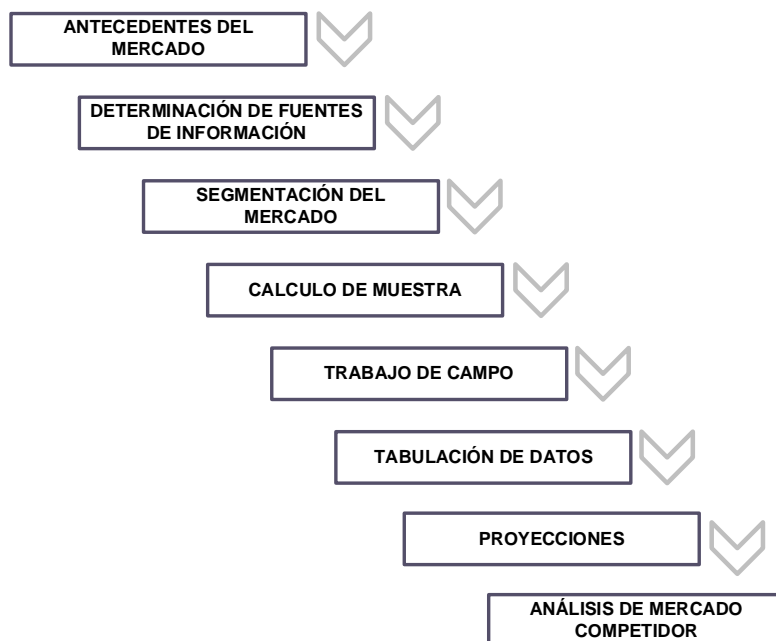 ANTECEDENTES DEL
MERCADO
DETERMINACIÓN DE FUENTES
DE INFORMACIÓN
SEGMENTACIÓN DEL
MERCADO
CALCULO DE MUESTRA
TRABAJO DE CAMPO
TABULACIÓN DE DATOS
PROYECCIONES
ANÁLISIS DE MERCADO
COMPETIDOR